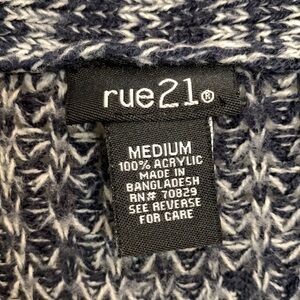 rue21®
MEDIUM
100% ACRYLIC
MADE IN
BANGLADESH
RN# 70829
SEE REVERSE
FOR CARE